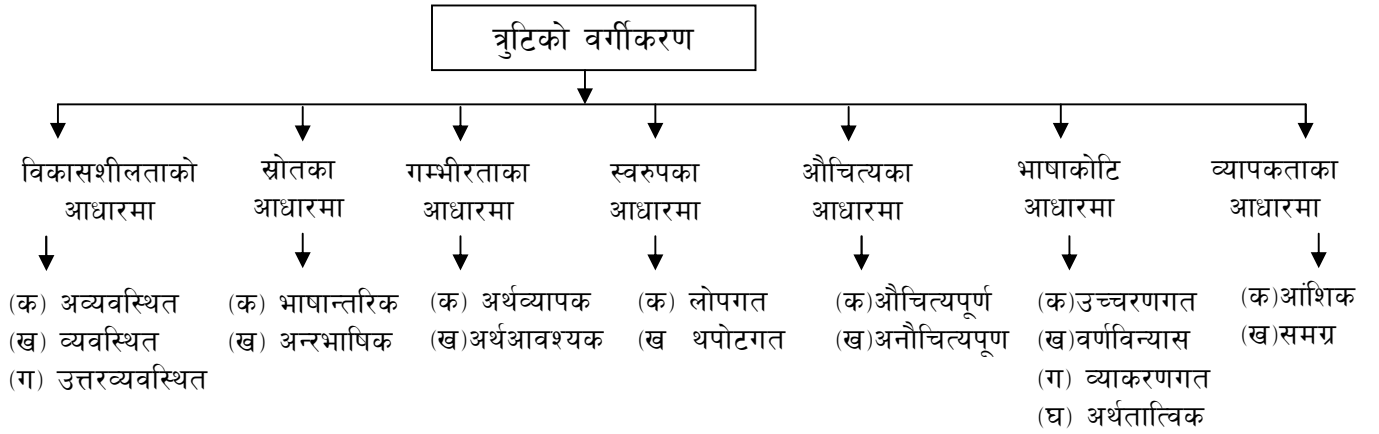 त्रुटिको वर्गीकरण
विकासशीलताको
आधारमा
(क) अव्यवस्थित
(ख) व्यवस्थित
(ग) उत्तरव्यवस्थित
स्रोतका
आधारमा
(क) भाषान्तरिक
(ख) अन्रभाषिक
गम्भीरताका
आधारमा
(क) अर्थव्यापक
(ख)अर्थआवश्यक
स्वरुपका
आधारमा
(क) लोपगत
(ख थपोटगत
औचित्यका
आधारमा
(क)औचित्यपूर्ण
(ख)अनौचित्यपूण
भाषाकोटि
आधारमा
(क)उच्चरणगत
(ख)वर्णविन्यास
(ग) व्याकरणगत
(घ) अर्थतात्विक
व्यापकताका
आधारमा
(क)आंशिक
(ख)समग्र